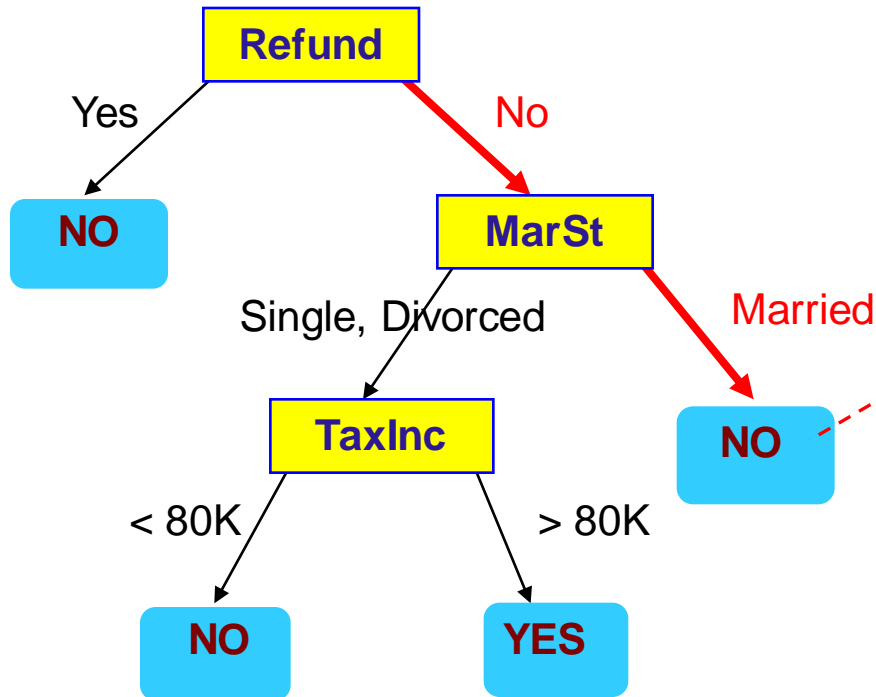 Refund
Yes
No
NO
MarSt
Single, Divorced
Married
TaxInc
NO
< 80K
> 80K
NO
YES